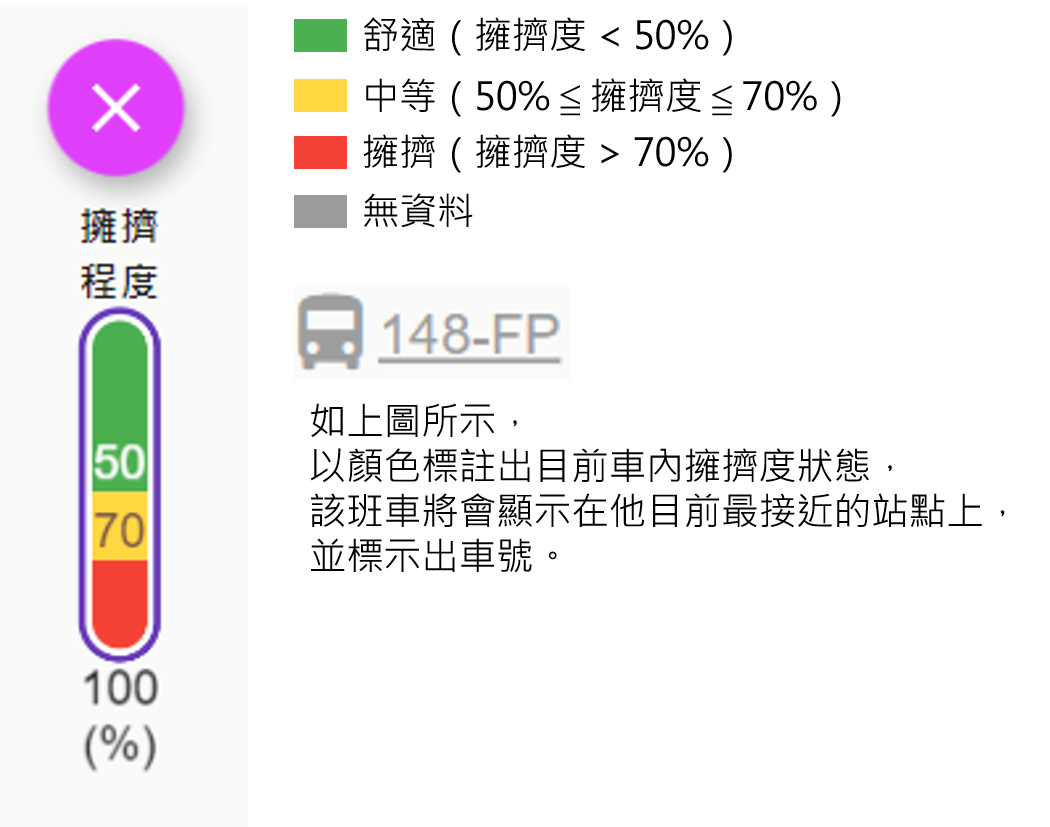 擁擠
程度
50
70
100
(%)
舒適 ( 擁擠度 < 50% )
中等 ( 50% ≦ 擁擠度 ≦ 70% )
擁擠 ( 擁擠度 > 70% )
無資料
148-FP
如上圖所示，
以顏色標註出目前車內擁擠度狀態，
該班車將會顯示在他目前最接近的站點上，
並標示出車號。